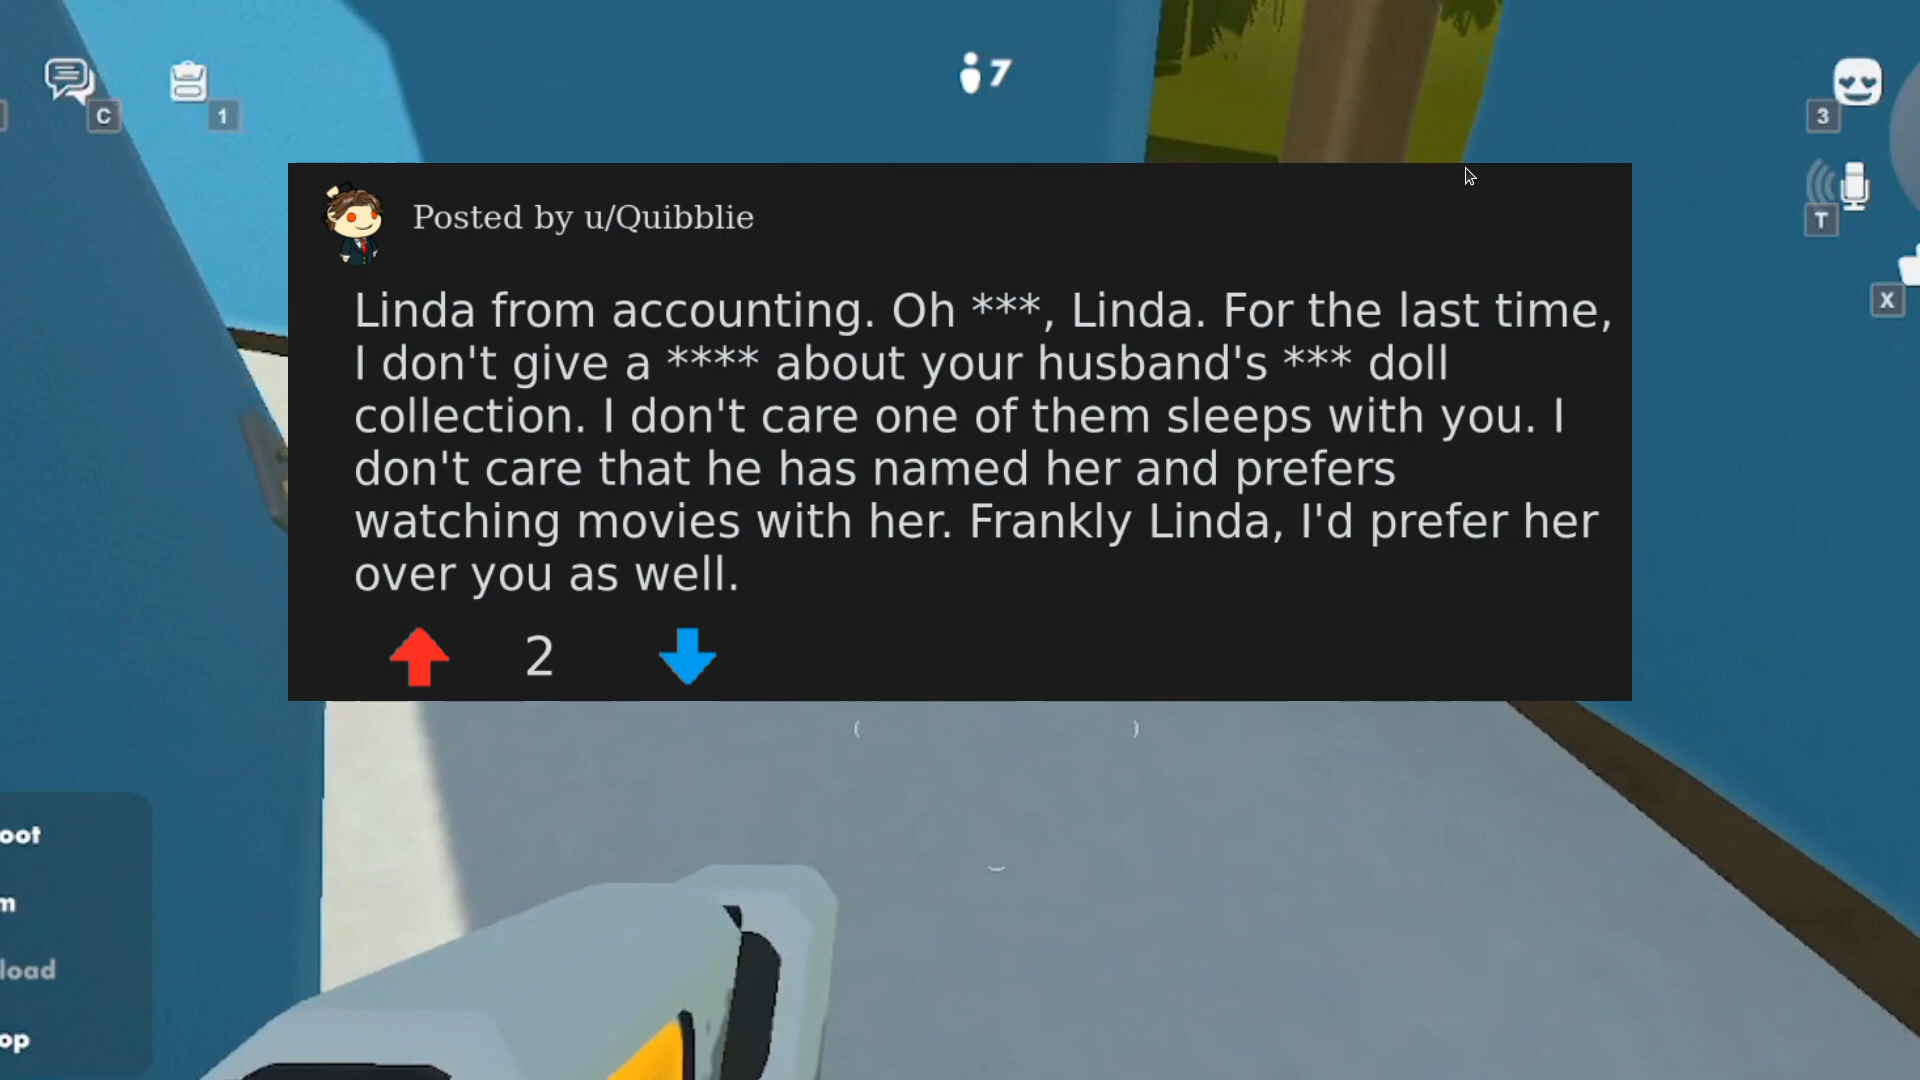 7
C
1
3
T
X
Posted by u/Quibblie
Linda from accounting. Oh ***, Linda. For the last time,
I don't give a **** about your husband's *** doll
collection. I don't care one of them sleeps with you. I
don't care that he has named her and prefers
watching movies with her. Frankly Linda, I'd prefer her
over you as well.
2
oot
m
load
op